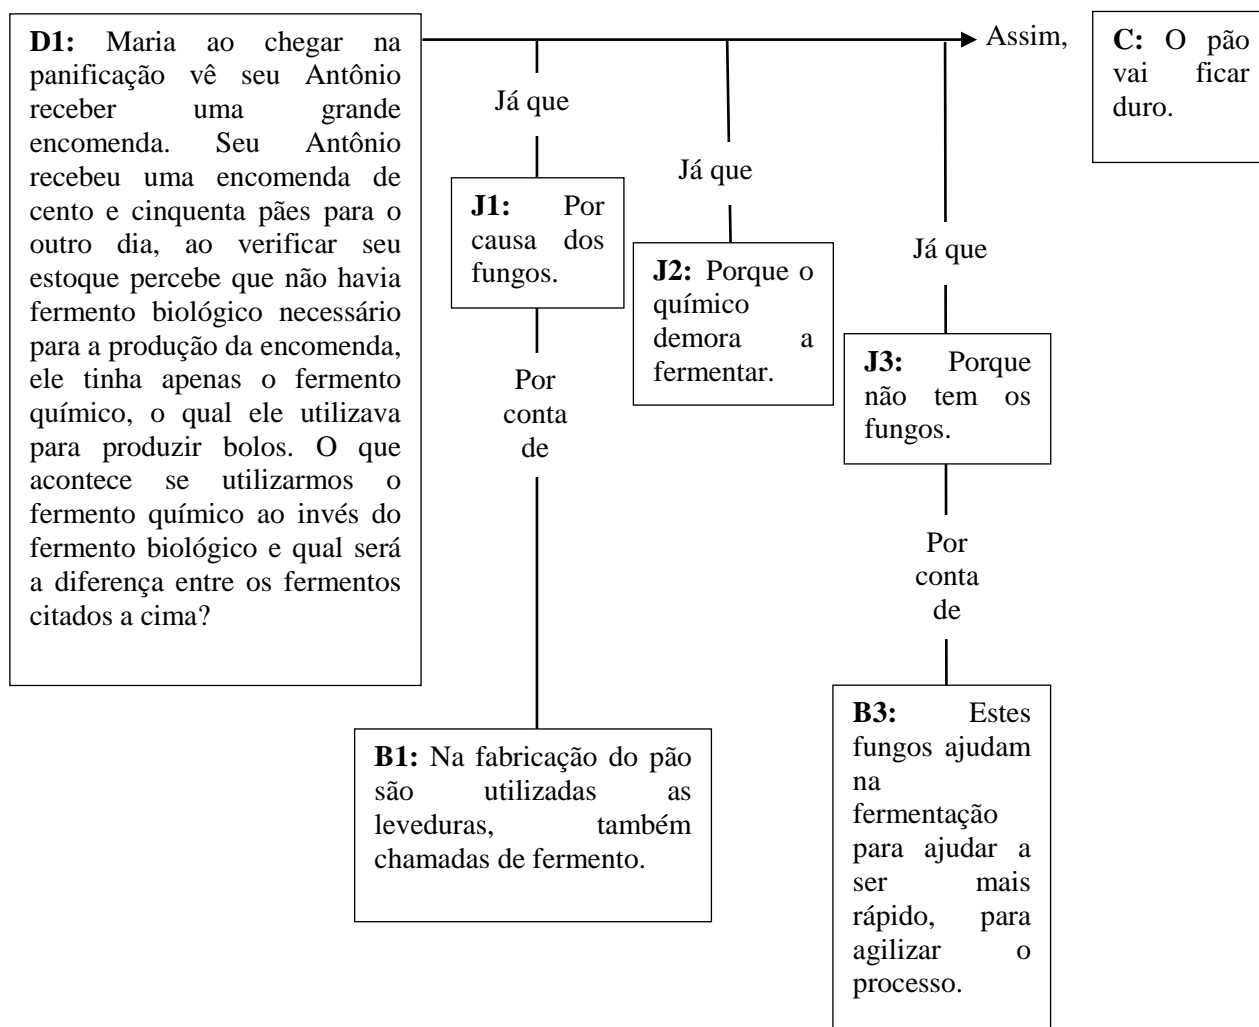 D1: Maria ao chegar na
panificação vê seu Antônio
receber uma grande
encomenda. Seu Antônio
recebeu uma encomenda de
cento e cinquenta pães para o
outro dia, ao verificar seu
estoque percebe que não havia
fermento biológico necessário
para a produção da encomenda,
ele tinha apenas o fermento
químico, o qual ele utilizava
para produzir bolos. O que
acontece se utilizarmos o
fermento químico ao invés do
fermento biológico e qual será
a diferença entre os fermentos
citados a cima?
Assim,
C: O pão
vai ficar
duro.
Já que
J1: Por
causa dos
fungos.
Por
conta
de
B1: Na fabricação do pão
são utilizadas as
leveduras, também
chamadas de fermento.
Já que
J2: Porque o
químico
demora a
fermentar.
Já que
J3: Porque
não tem os
fungos.
Por
conta
de
B3: Estes
fungos ajudam
na
fermentação
para ajudar a
ser mais
rápido, para
agilizar o
processo.